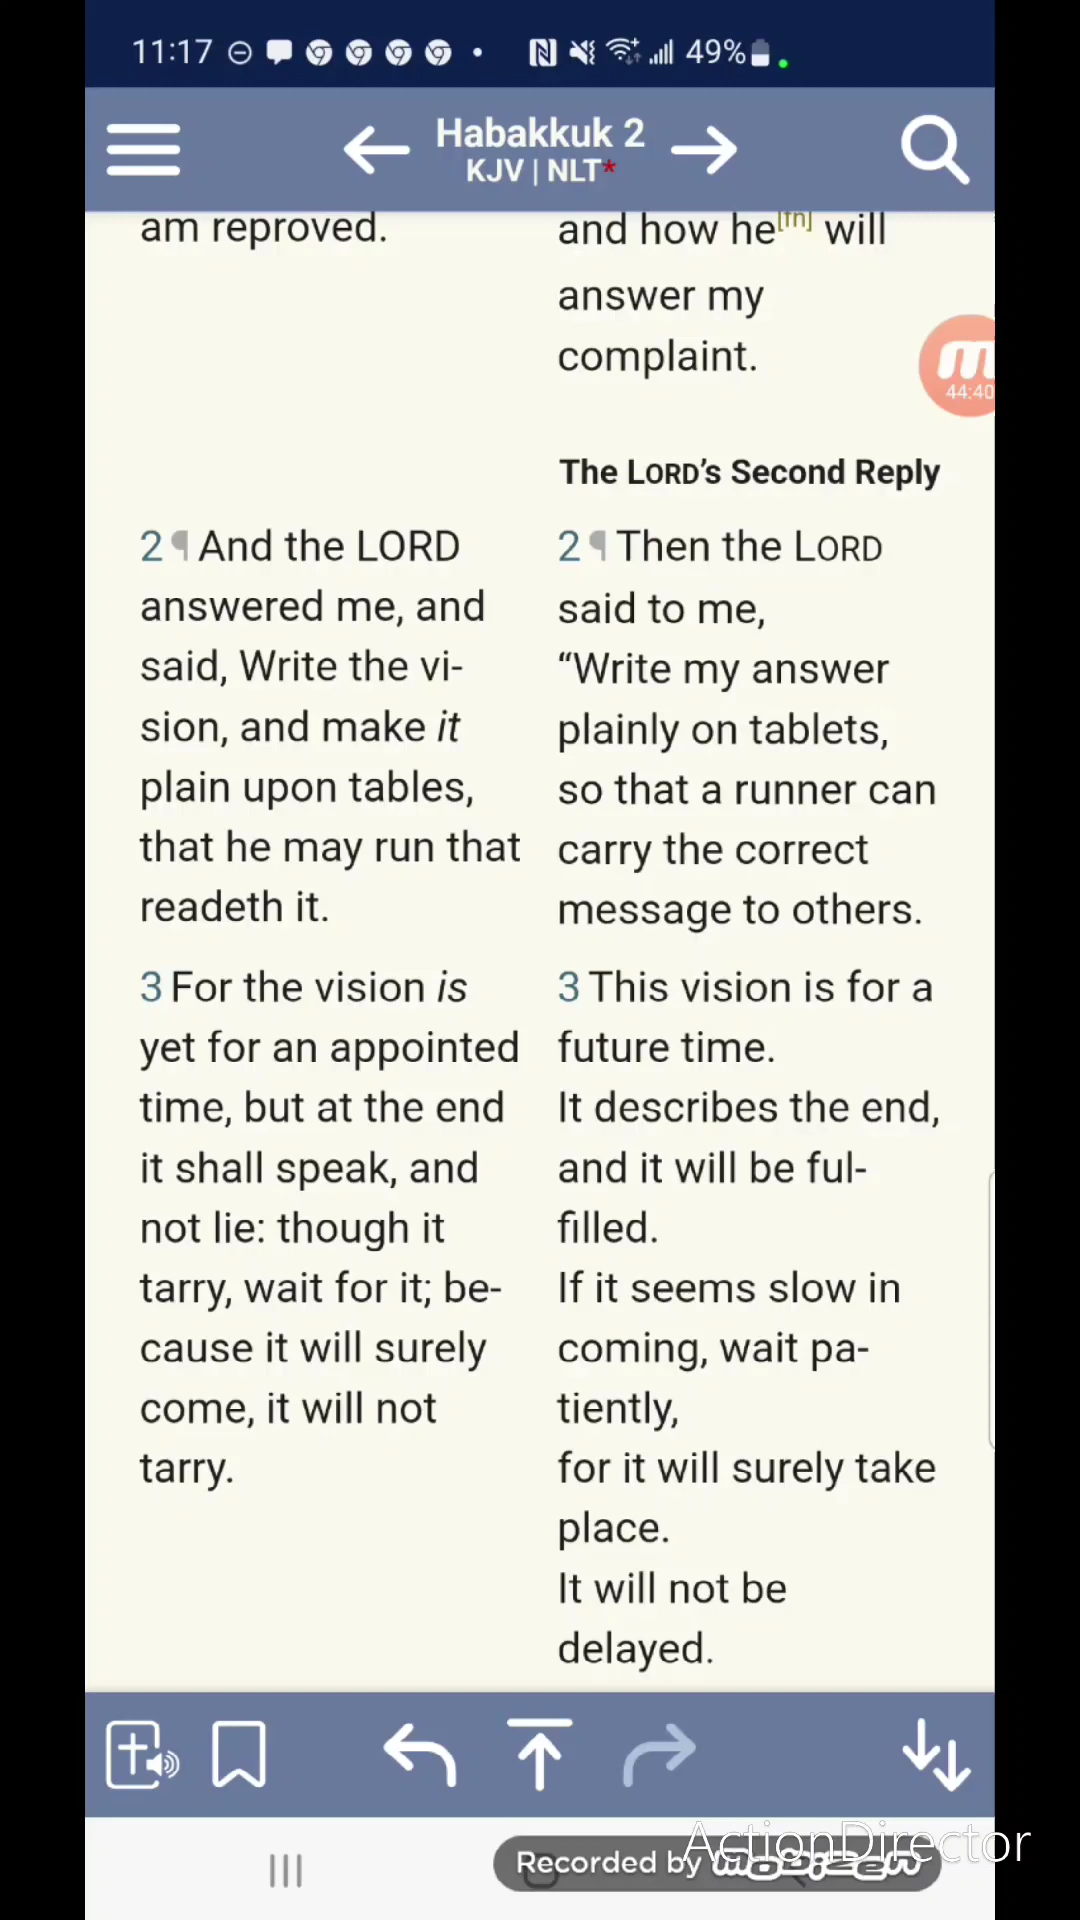 11:17
49%
Habakkuk 2
KJV | NLT*
44:40
am reproved.
2 ¶ And the LORD
answered me, and
said, Write the vi-
sion, and make it
plain upon tables,
that he may run that
readeth it.
3 For the vision is
yet for an appointed
time, but at the end
it shall speak, and
not lie: though it
tarry, wait for it; be-
cause it will surely
come, it will not
tarry.
and how he[fn] will
answer my
complaint.
The LORD's Second Reply
2 ¶ Then the LORD
said to me,
“Write my answer
plainly on tablets,
so that a runner can
carry the correct
message to others.
3 This vision is for a
future time.
It describes the end,
and it will be ful-
filled.
If it seems slow in
coming, wait pa-
tiently,
for it will surely take
place.
It will not be
delayed.
ActionDirector
Recorded by MOBIZEN